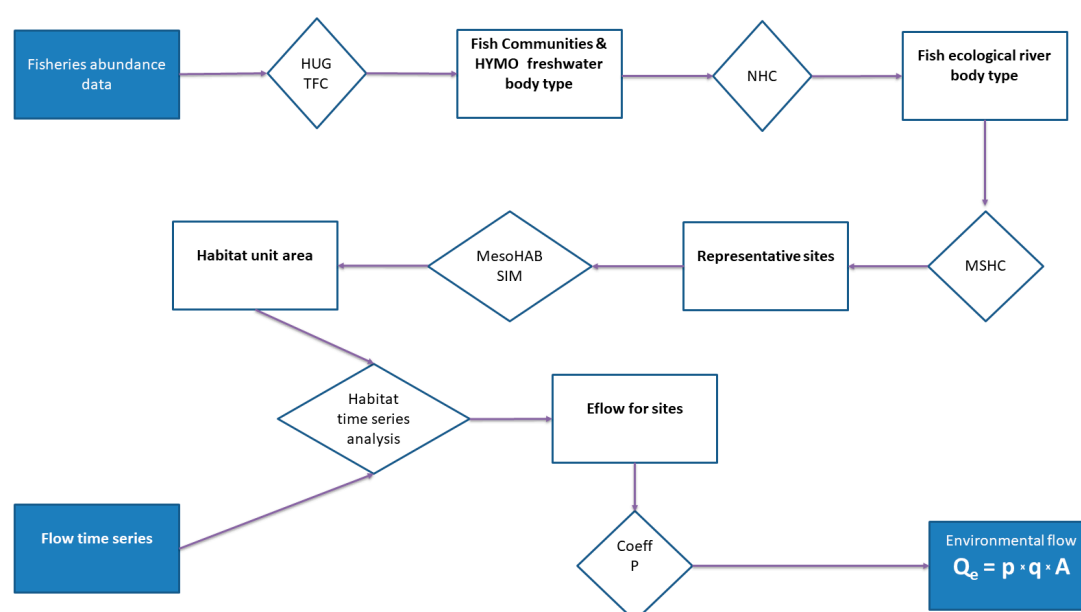 Fisheries abundance
data
HUG
TFC
Fish Communities &
HYMO freshwater
body type
NHC
Fish ecological river
body type
Habitat unit area
MesoHAB
SIM
Representative sites
MSHC
Habitat
time series
analysis
Eflow for sites
Flow time series
Coeff
P
Environmental flow
Qe = p × q × A